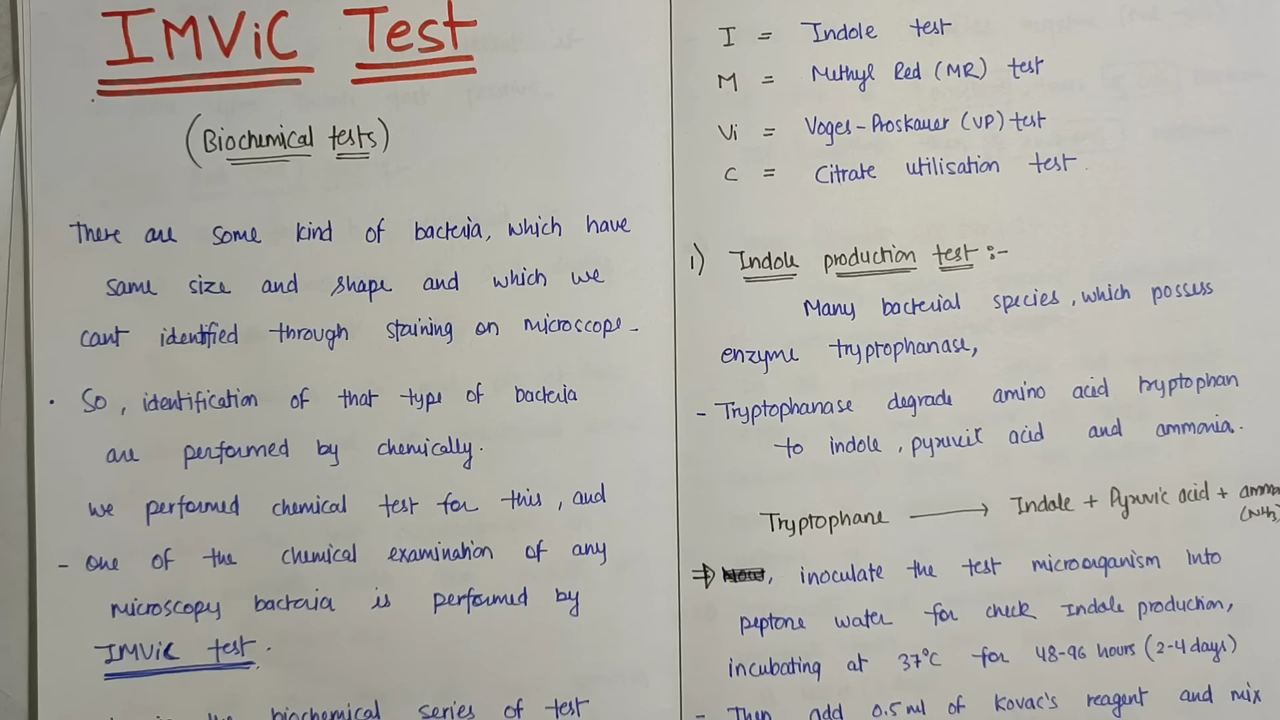 IMViC Test
(Biochemical tests)
There are some kind of bacteria, which have
same size and shape and which we
cant identified through staining on microscope.
· So, identification of that type of bacteria
are performed by chemically.
we performed chemical test for this, and
- one of the chemical examination of any
microscopy bacteria is performed by
IMViC test.
the biochemical series of test
I = Indole test
M = Methyl Red (MR) test
Vi = Voges-Proskauer (VP) test
C = Citrate utilisation test
1) Indole production test :-
Many bacterial species, which possess
enzyme tryptophanase,
- Tryptophanase degrade amino acid tryptophan
to indole, pyruvic acid and ammonia.
Tryptophane ⟶ Indale + Pyruvic acid + ammo
(NH3)
⇒ , inoculate the test microorganism into
peptone water for check Indale production,
incubating at 37°C for 48-96 hours (2-4 days)
- Then add 0.5 ml of Kovac's reagent and mix